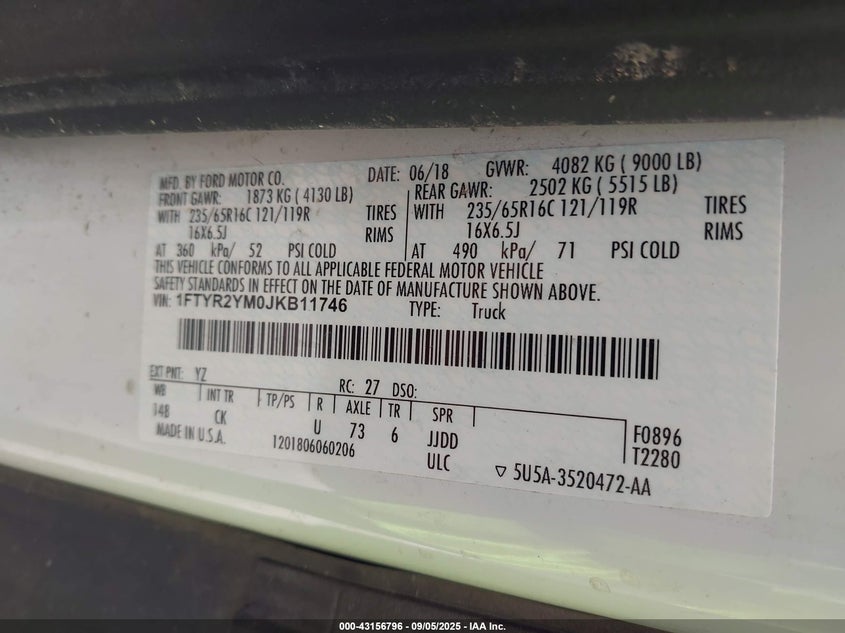 MFD. BY FORD MOTOR CO. DATE: 06/18 GVWR: 4082 KG ( 9000 LB)
FRONT GAWR: 1873 KG ( 4130 LB) REAR GAWR: 2502 KG ( 5515 LB)
WITH 235/65R16C 121/119R TIRES WITH 235/65R16C 121/119R TIRES
16X6.5J RIMS 16X6.5J RIMS
AT 360 kPa/ 52 PSI COLD AT 490 kPa/ 71 PSI COLD
THIS VEHICLE CONFORMS TO ALL APPLICABLE FEDERAL MOTOR VEHICLE
SAFETY STANDARDS IN EFFECT ON THE DATE OF MANUFACTURE SHOWN ABOVE.
VIN: 1FTYR2YM0JKB11746 TYPE: Truck
EXT PNT: YZ RC: 27 DSO:
WB INT TR TP/PS R AXLE TR SPR
148 CK U 73 6 JJDD F0896
MADE IN U.S.A. 1201806060206 ULC T2280
5U5A-3520472-AA
000-43156796 - 09/05/2025 - IAA Inc.